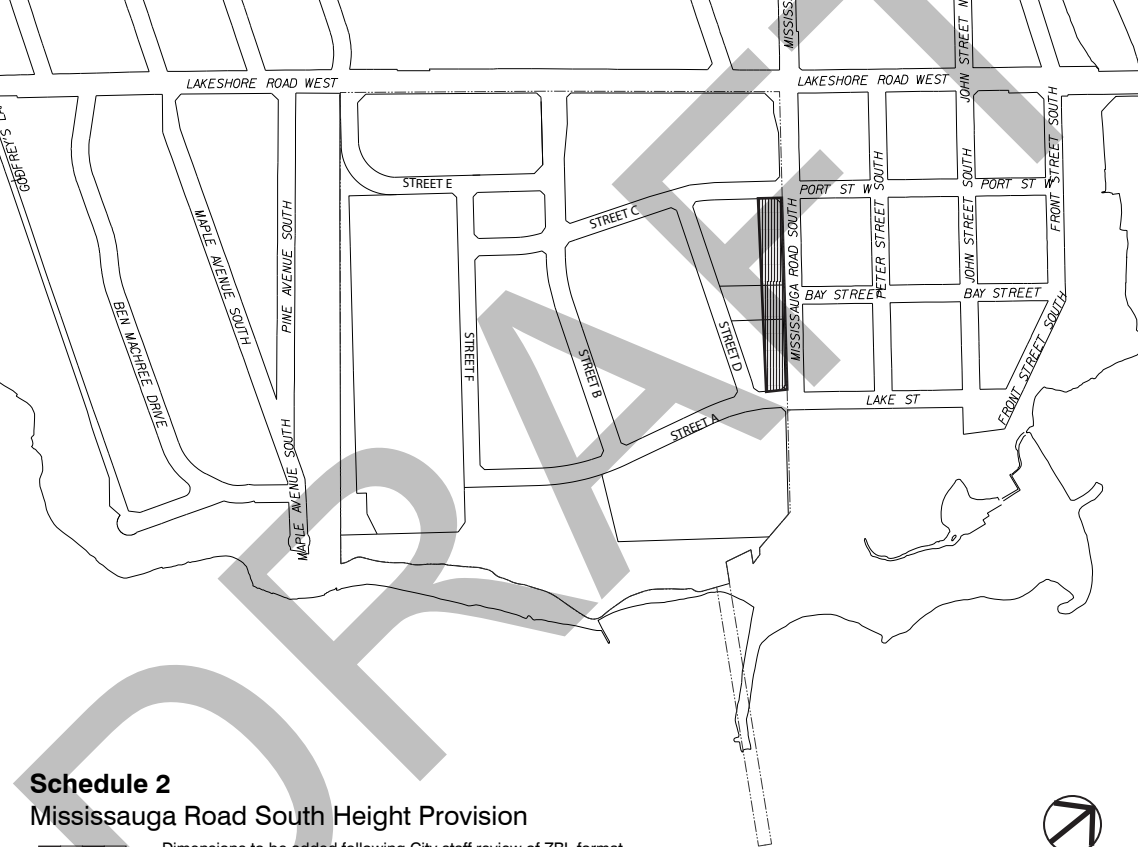 MISSISS
JOHN STREET N
LAKESHORE ROAD WEST
LAKESHORE ROAD WEST
GODFREY'S
STREET E
STREET C
PORT ST W
PORT ST W
FRONT STREET SOUTH
MAPLE AVENUE SOUTH
PINE AVENUE SOUTH
MISSISSAUGA ROAD SOUTH
PETER STREET SOUTH
JOHN STREET SOUTH
BAY STREET
BAY STREET
BEN MACHREE DRIVE
STREET F
STREET B
STREET D
STREET A
LAKE ST
FRONT STREET SOUTH
MAPLE AVENUE SOUTH
DRAFT
Schedule 2
Mississauga Road South Height Provision
Dimensions to be added following City staff review of ZBL format